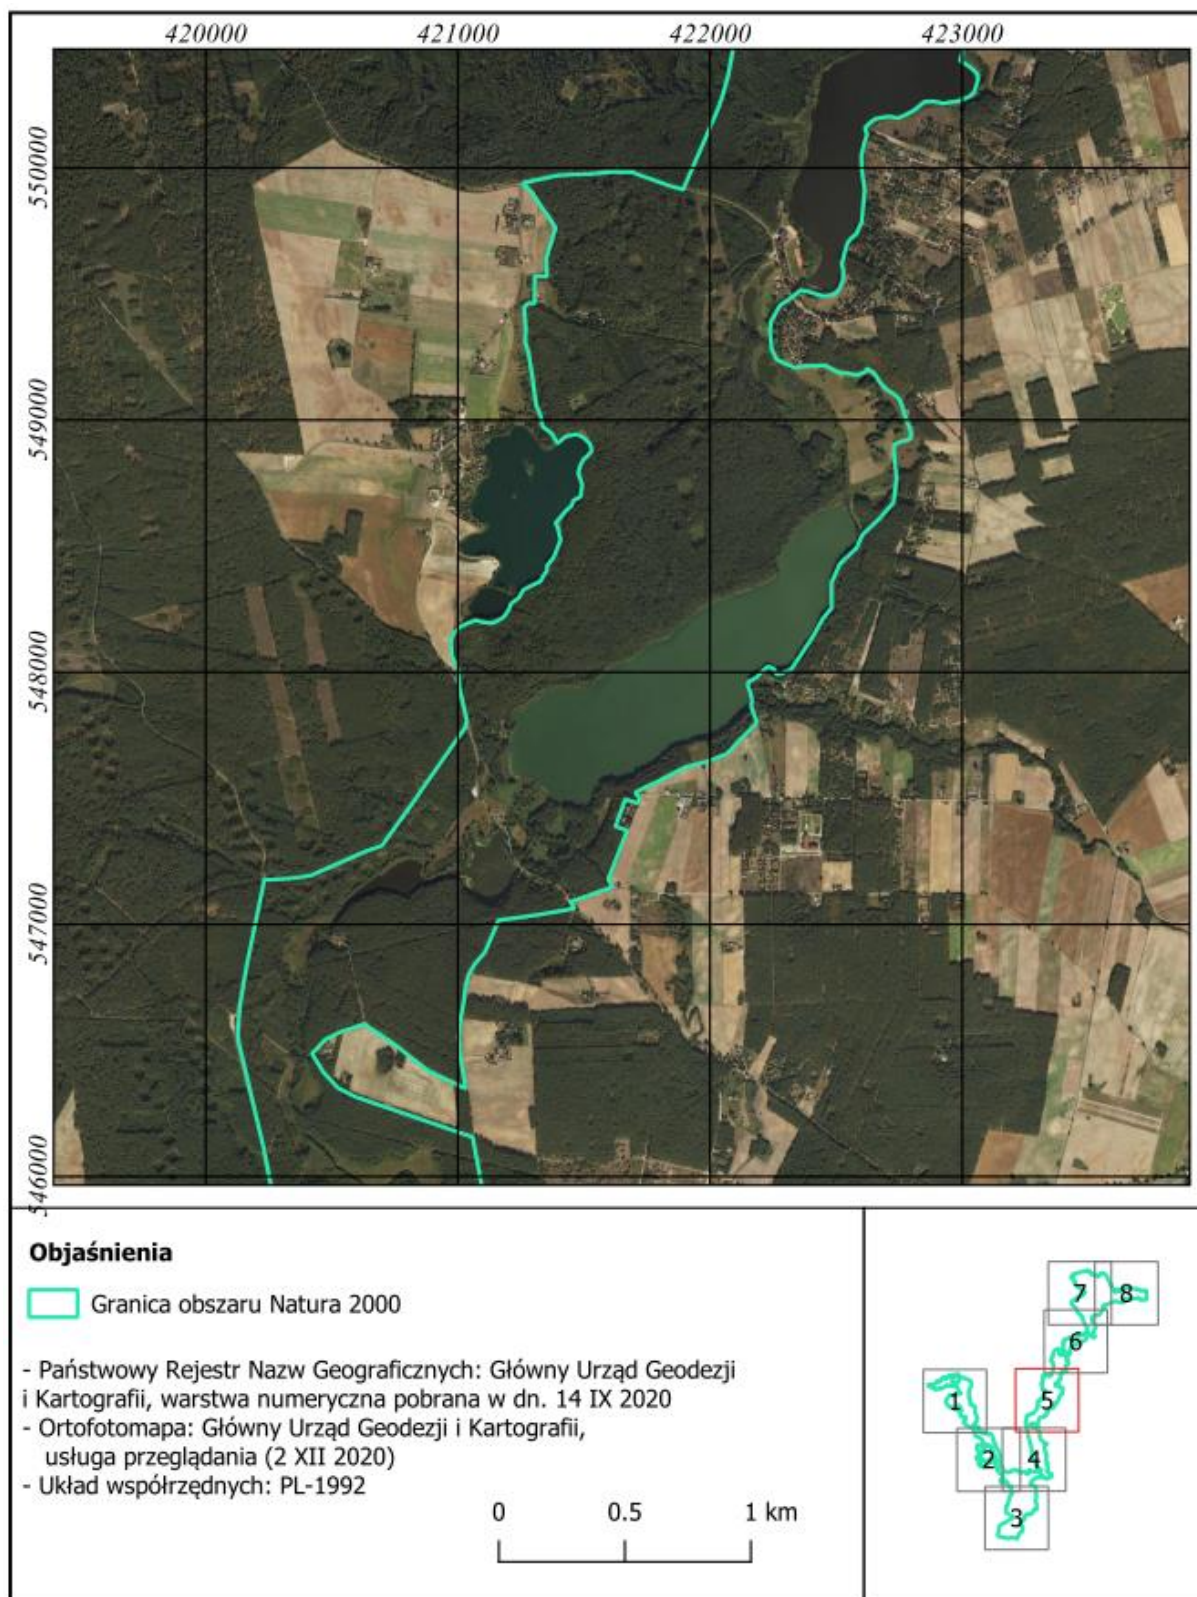 420000 421000 422000 423000
550000
549000
548000
547000
546000
Objaśnienia
Granica obszaru Natura 2000
- Państwowy Rejestr Nazw Geograficznych: Główny Urząd Geodezji
i Kartografii, warstwa numeryczna pobrana w dn. 14 IX 2020
- Ortofotomapa: Główny Urząd Geodezji i Kartografii,
usługa przeglądania (2 XII 2020)
- Układ współrzędnych: PL-1992
0 0.5 1 km
7 8
6
1 5
2 4
3